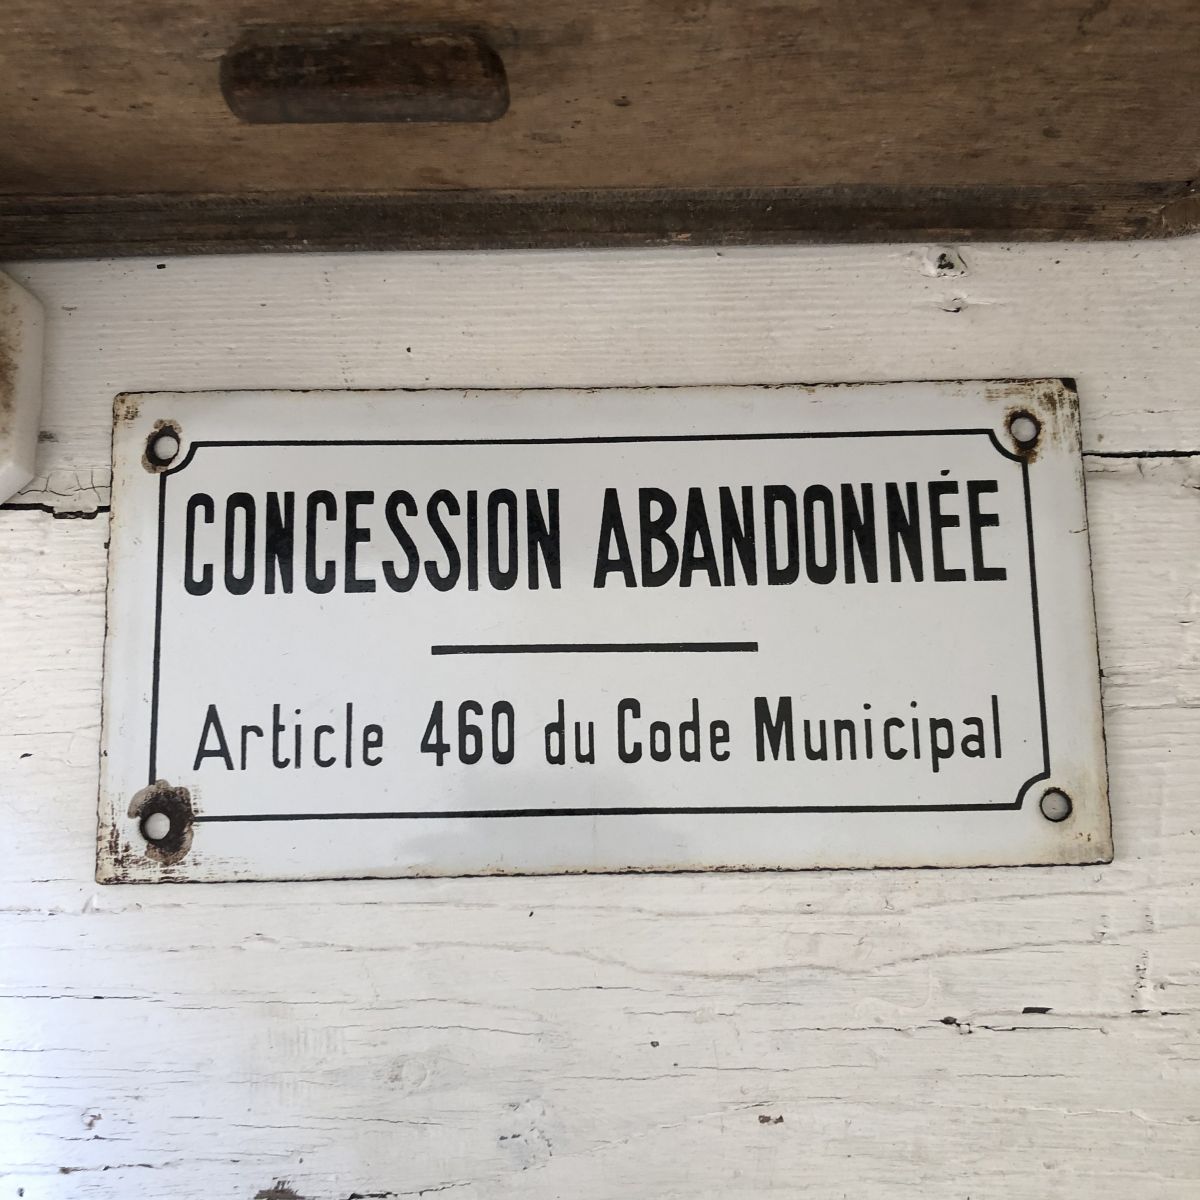 CONCESSION ABANDONNÉE
Article 460 du Code Municipal